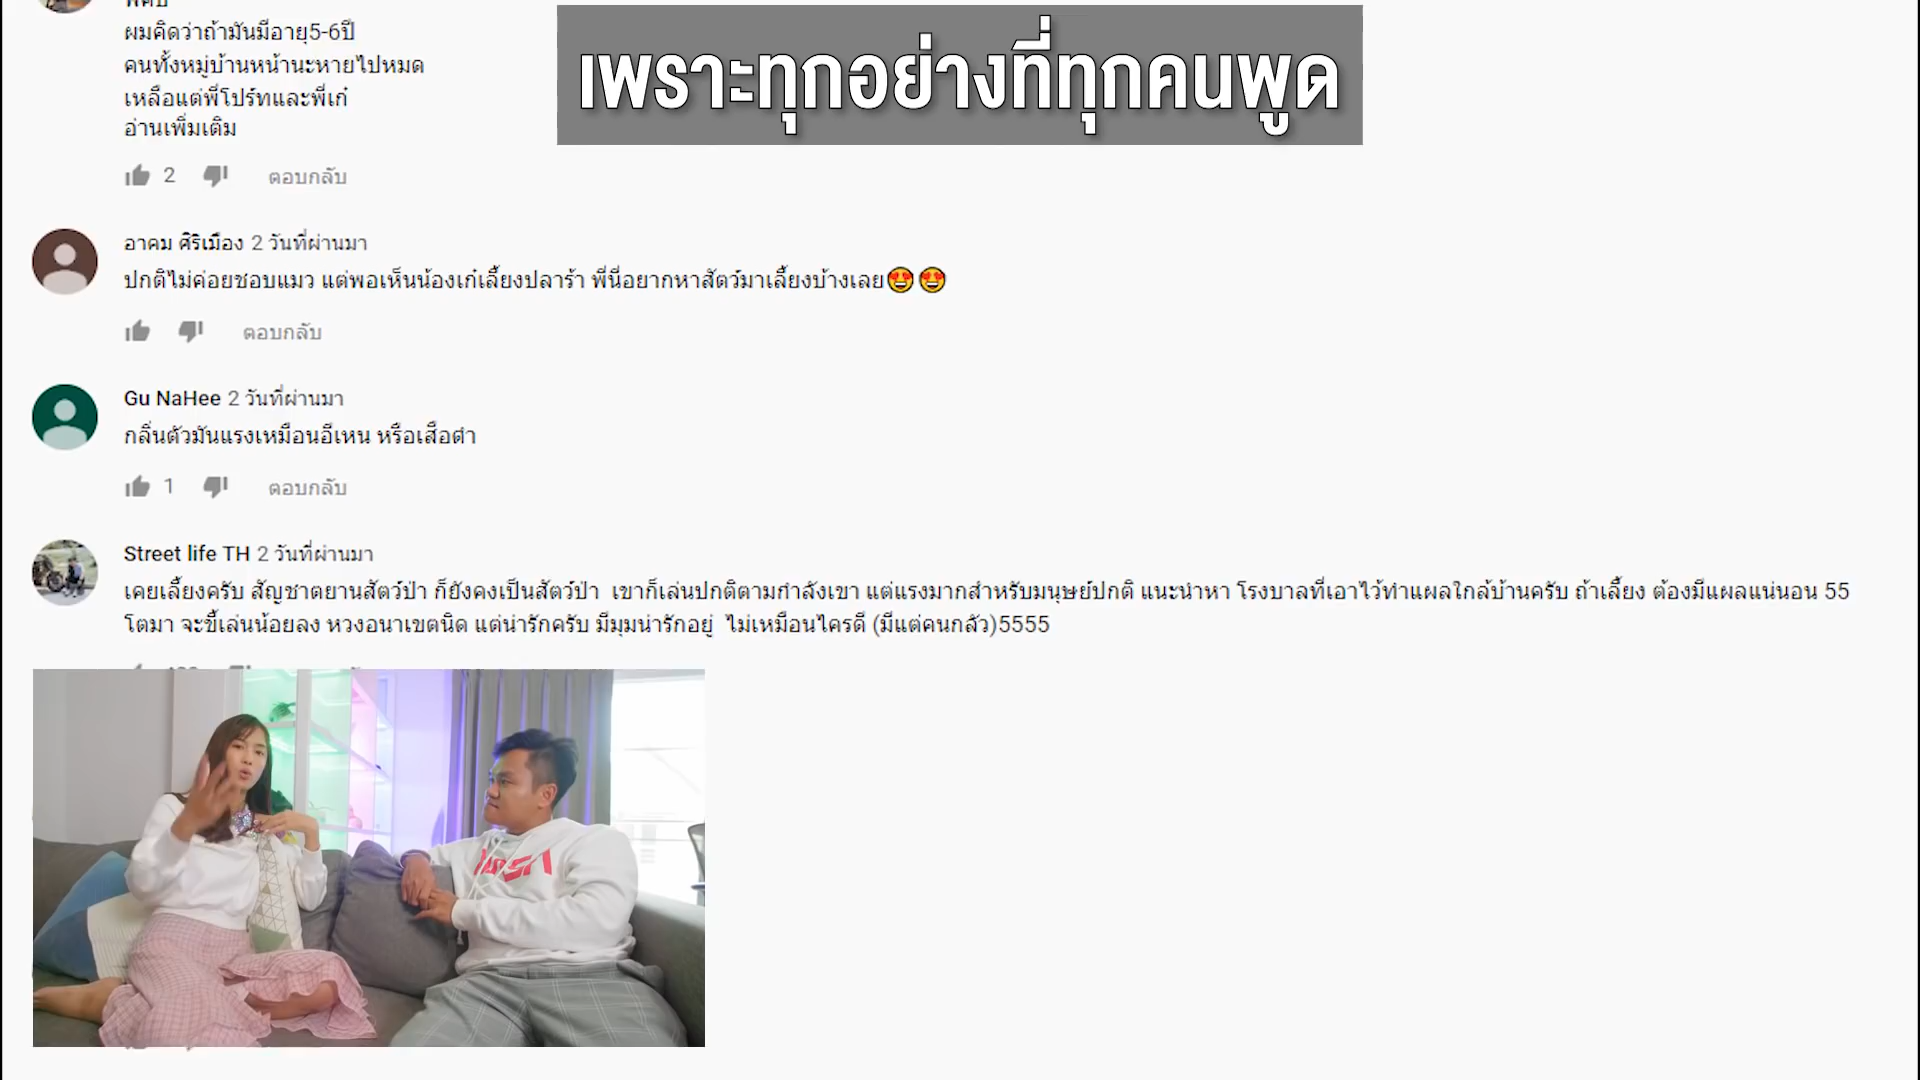 เพราะทุกอย่างที่ทุกคนพูด
ผมคิดว่าถ้ามันมีอายุ5-6ปี
คนทั้งหมู่บ้านหน้านะหายไปหมด
เหลือแต่พี่โปร์ทและพี่เก๋
อ่านเพิ่มเติม
2 ตอบกลับ
อาคม ศิริเมือง 2 วันที่ผ่านมา
ปกติไม่ค่อยชอบแมว แต่พอเห็นน้องเก๋เลี้ยงปลาร้า พี่นี่อยากหาสัตว์มาเลี้ยงบ้างเลย😍😍
ตอบกลับ
Gu NaHee 2 วันที่ผ่านมา
กลิ่นตัวมันแรงเหมือนอีเหน หรือเสือดำ
1 ตอบกลับ
Street life TH 2 วันที่ผ่านมา
เคยเลี้ยงครับ สัญชาตยานสัตว์ป่า ก็ยังคงเป็นสัตว์ป่า เขาก็เล่นปกติตามกำลังเขา แต่แรงมากสำหรับมนุษย์ปกติ แนะนำหา โรงบาลที่เอาไว้ทำแผลใกล้บ้านครับ ถ้าเลี้ยง ต้องมีแผลแน่นอน 55
โตมา จะขี้เล่นน้อยลง หวงอนาเขตนิด แต่น่ารักครับ มีมุมน่ารักอยู่ ไม่เหมือนไครดี (มีแต่คนกลัว)5555
NASA